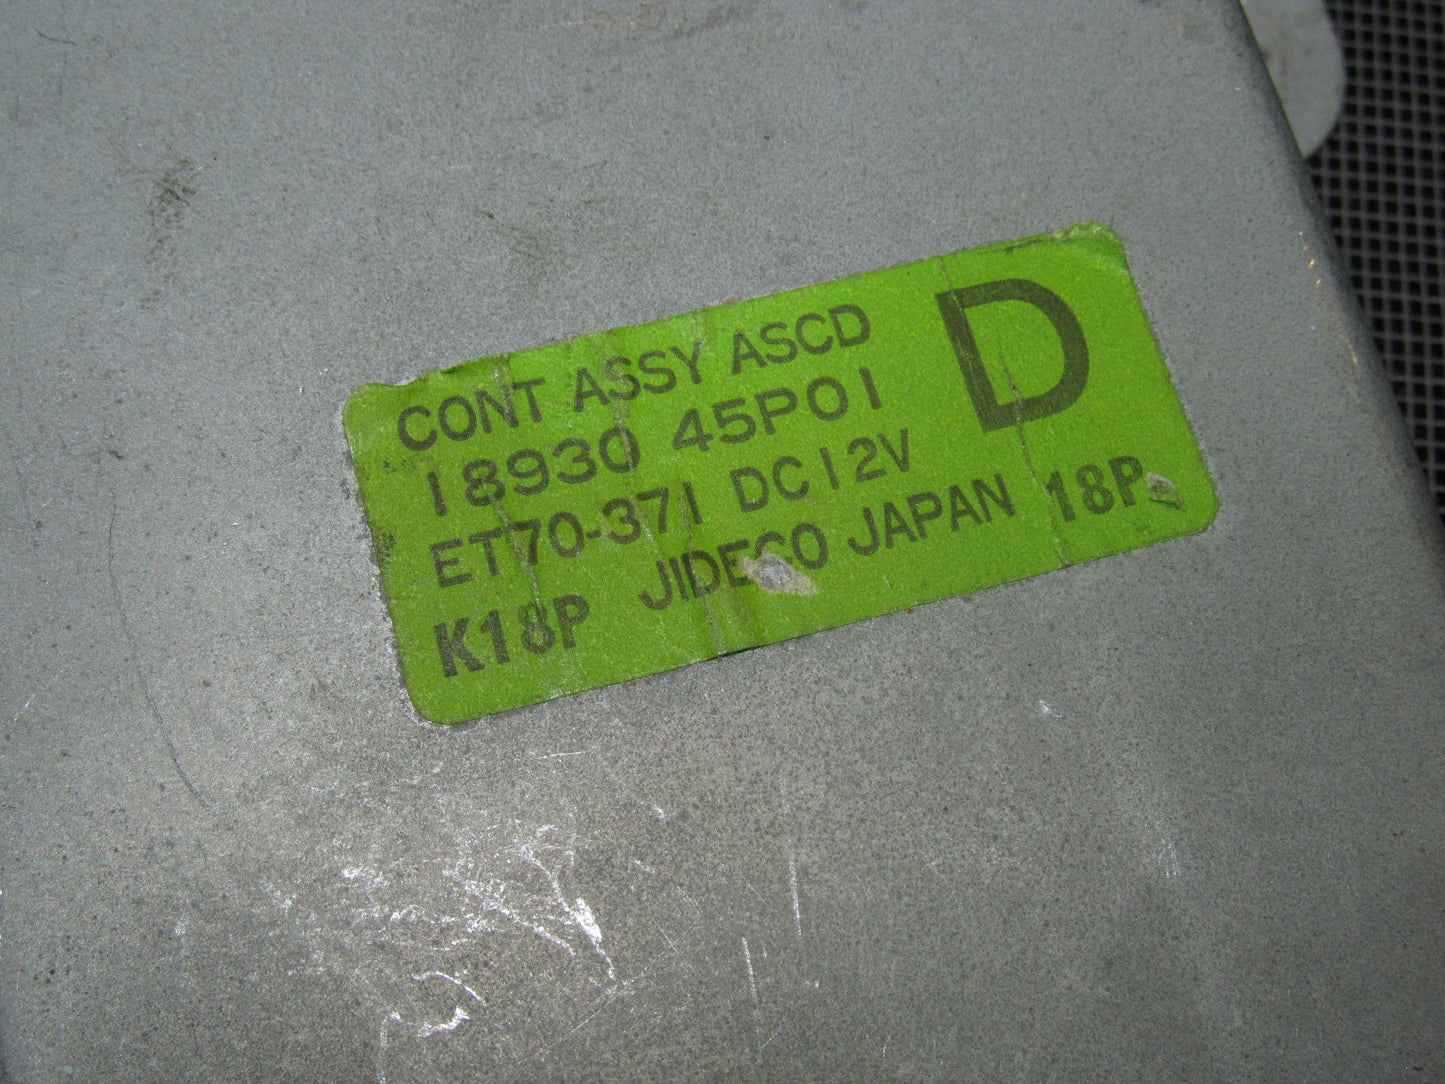 CONT ASSY ASCD D
18930 45P01
ET70-371 DC12V
JIDECO JAPAN 18P
K18P